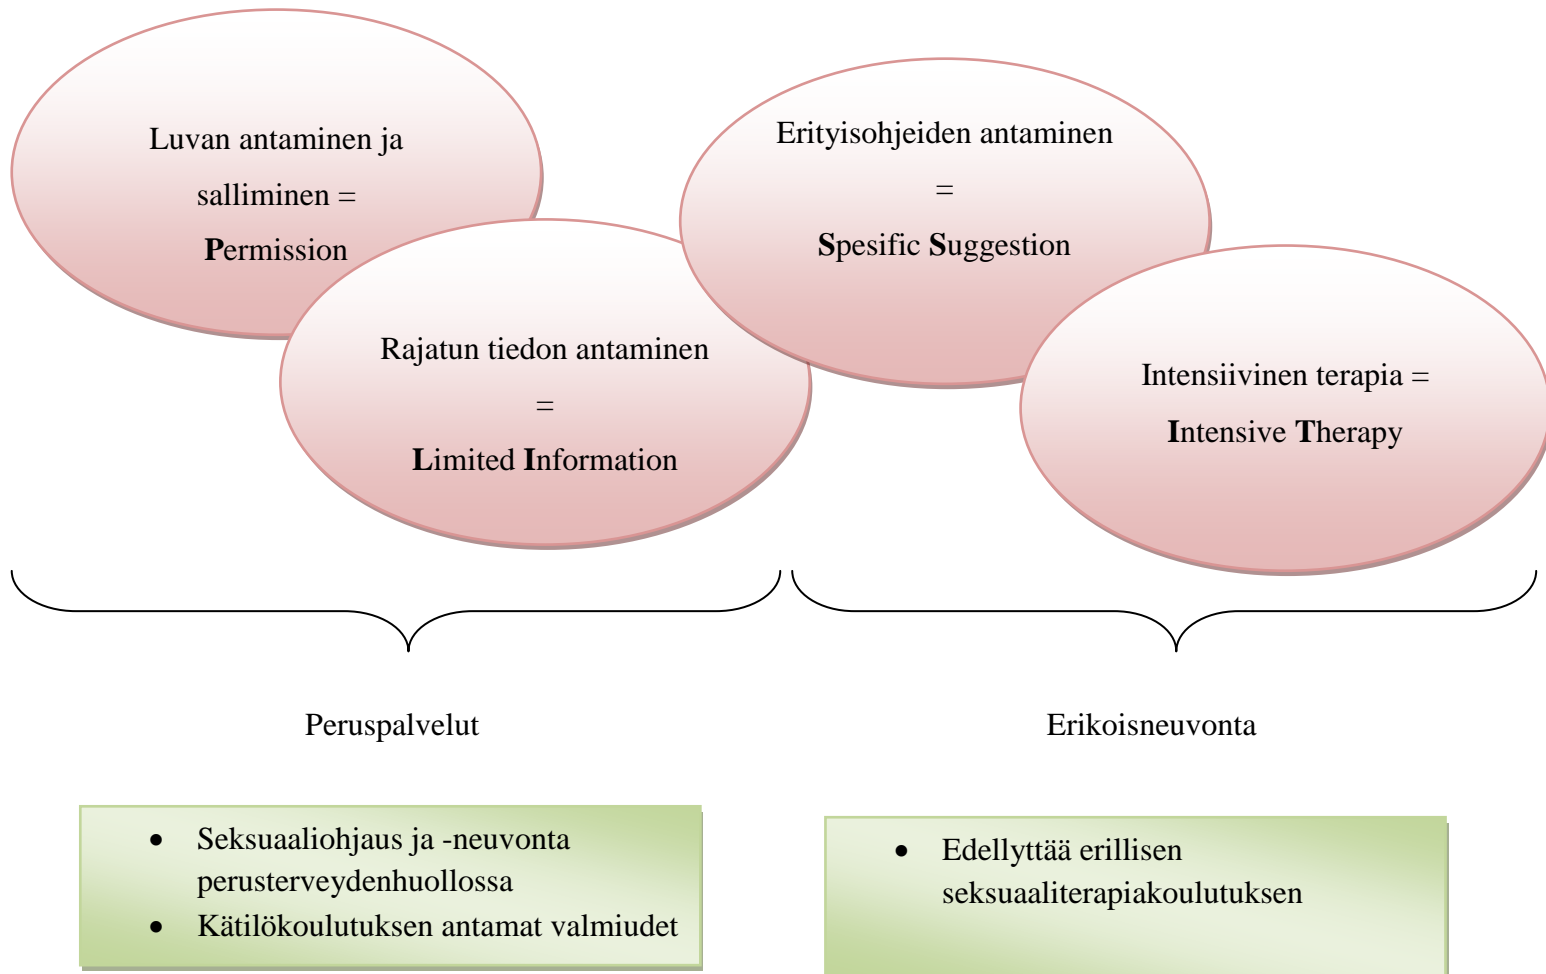 Luvan antaminen ja
salliminen =
Permission
Rajatun tiedon antaminen
=
Limited Information
Erityisohjeiden antaminen
=
Spesific Suggestion
Intensiivinen terapia =
Intensive Therapy
Peruspalvelut
Erikoisneuvonta
• Seksuaaliohjaus ja -neuvonta
perusterveydenhuollossa
• Kätilökoulutuksen antamat valmiudet
• Edellyttää erillisen
seksuaaliterapiakoulutuksen